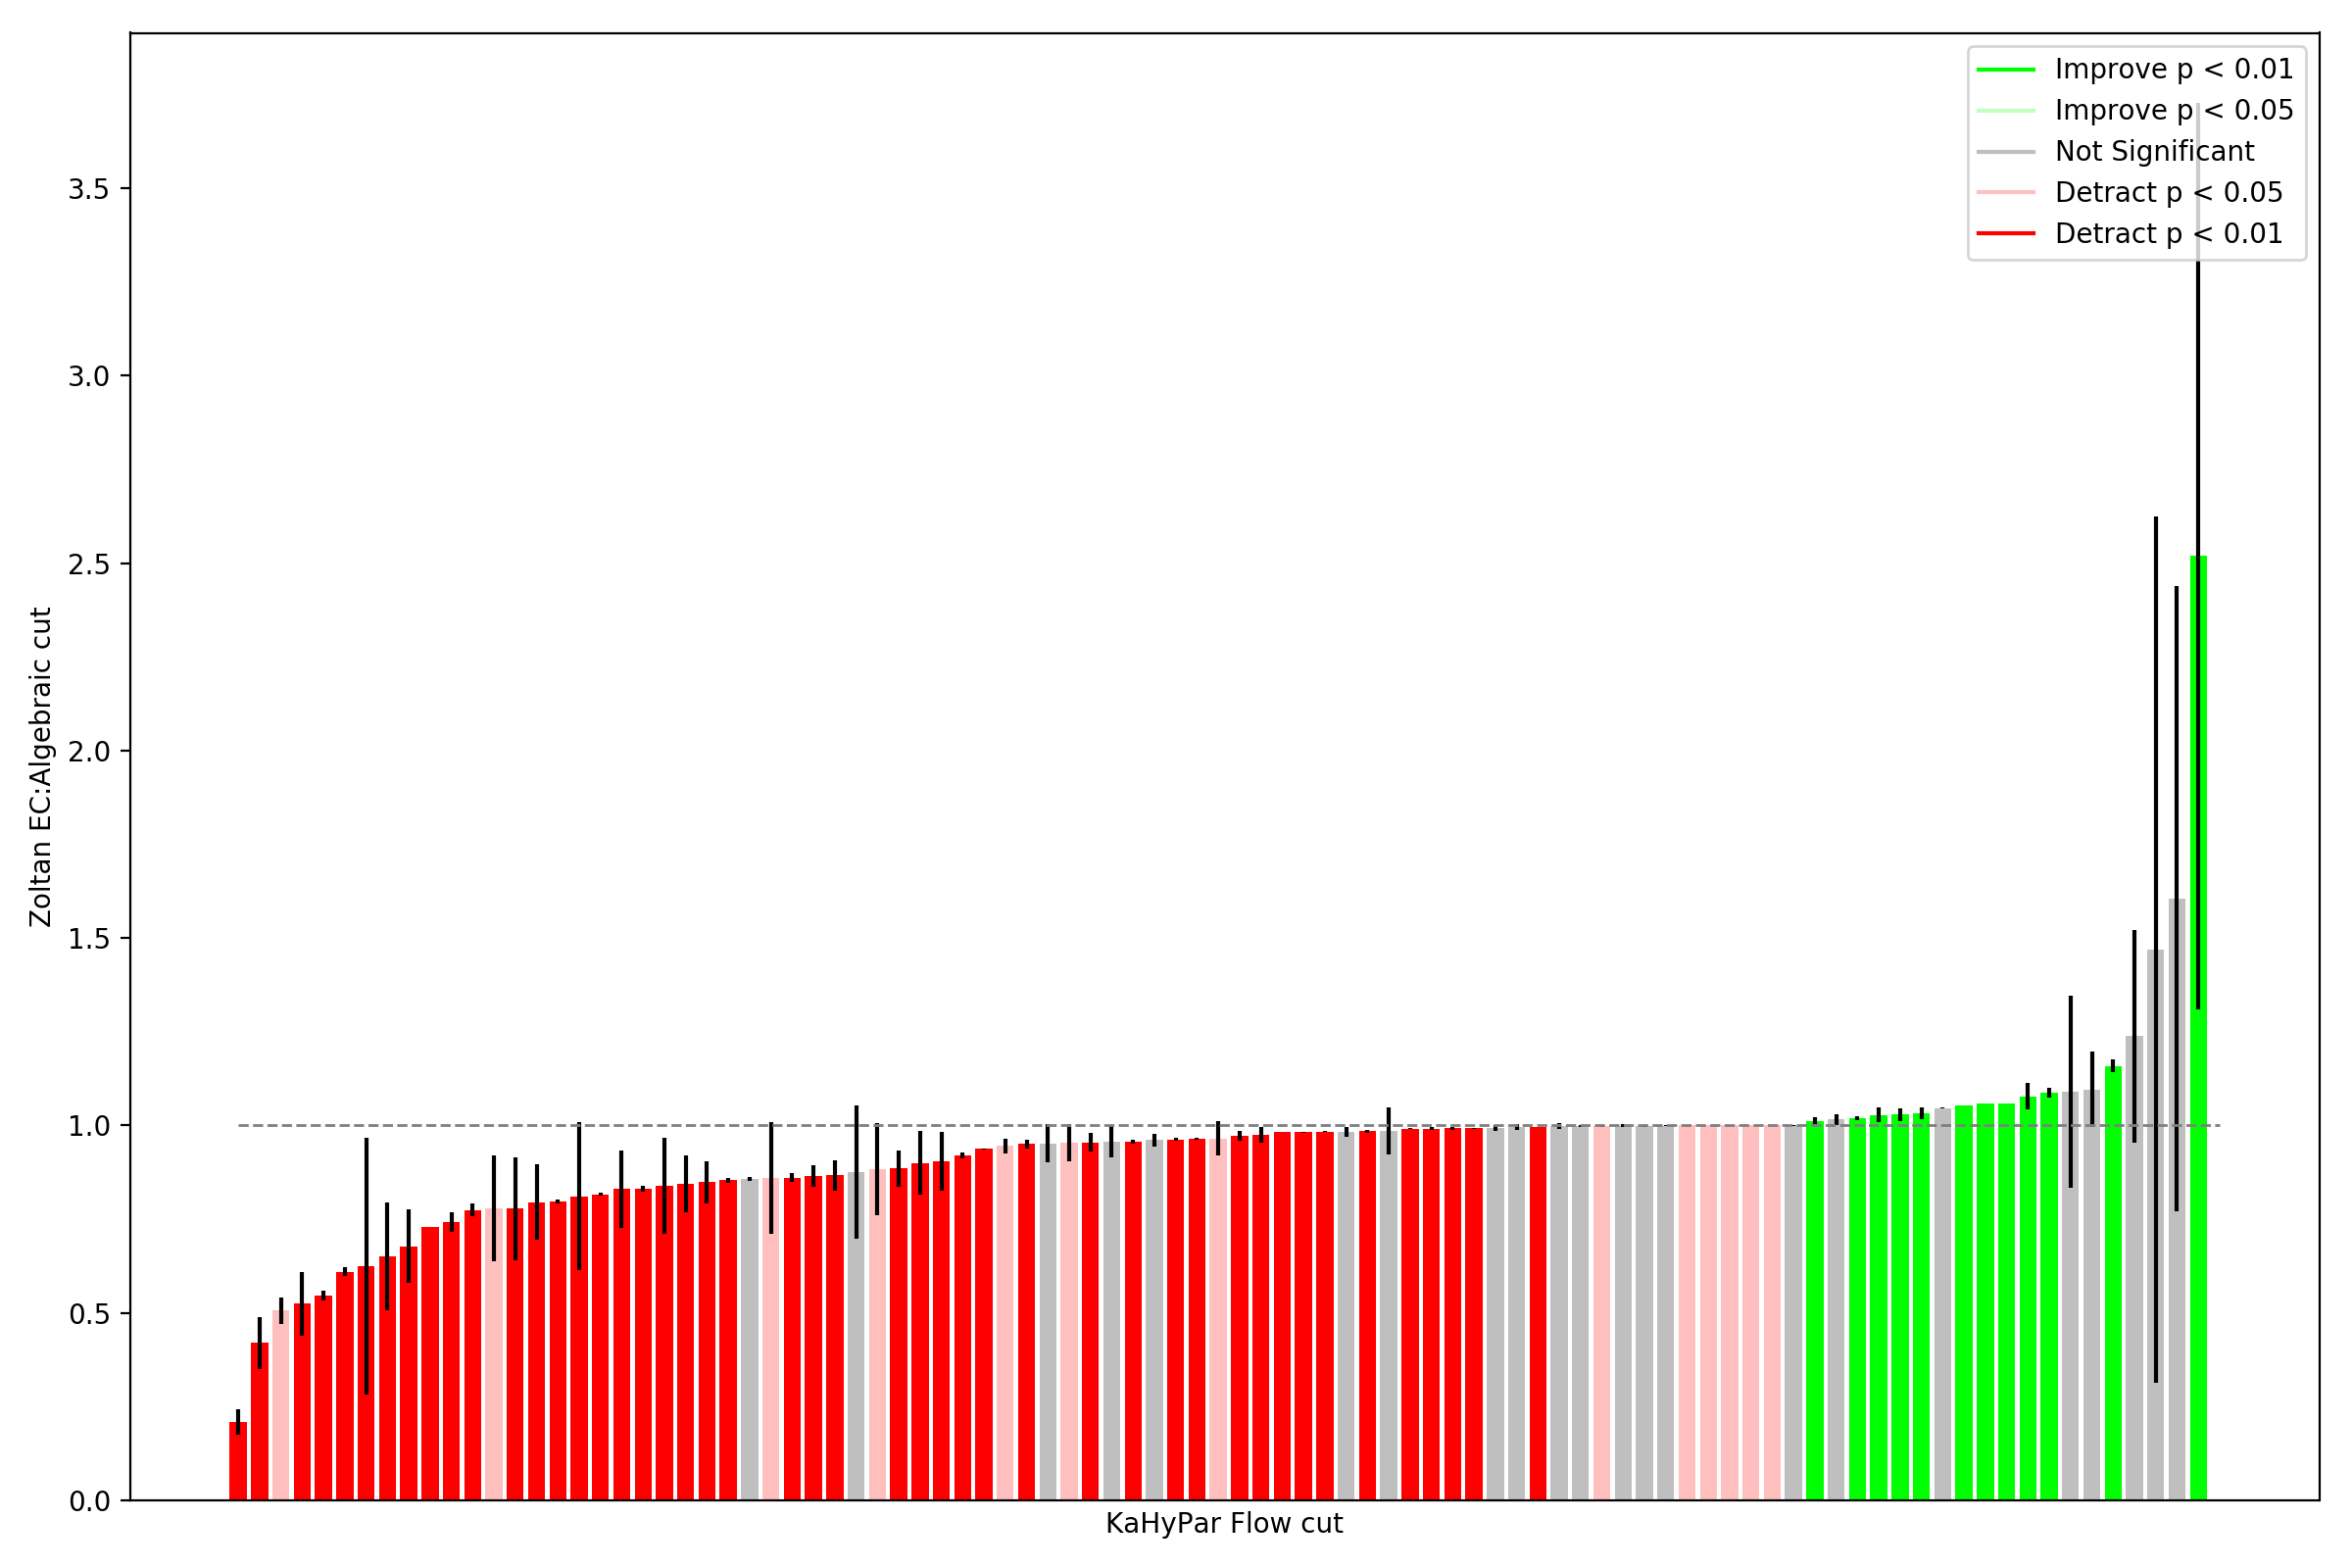 Improve p < 0.01
Improve p < 0.05
Not Significant
Detract p < 0.05
Detract p < 0.01
3.5
3.0
2.5
2.0
1.5
1.0
0.5
0.0
Zoltan EC:Algebraic cut
KaHyPar Flow cut